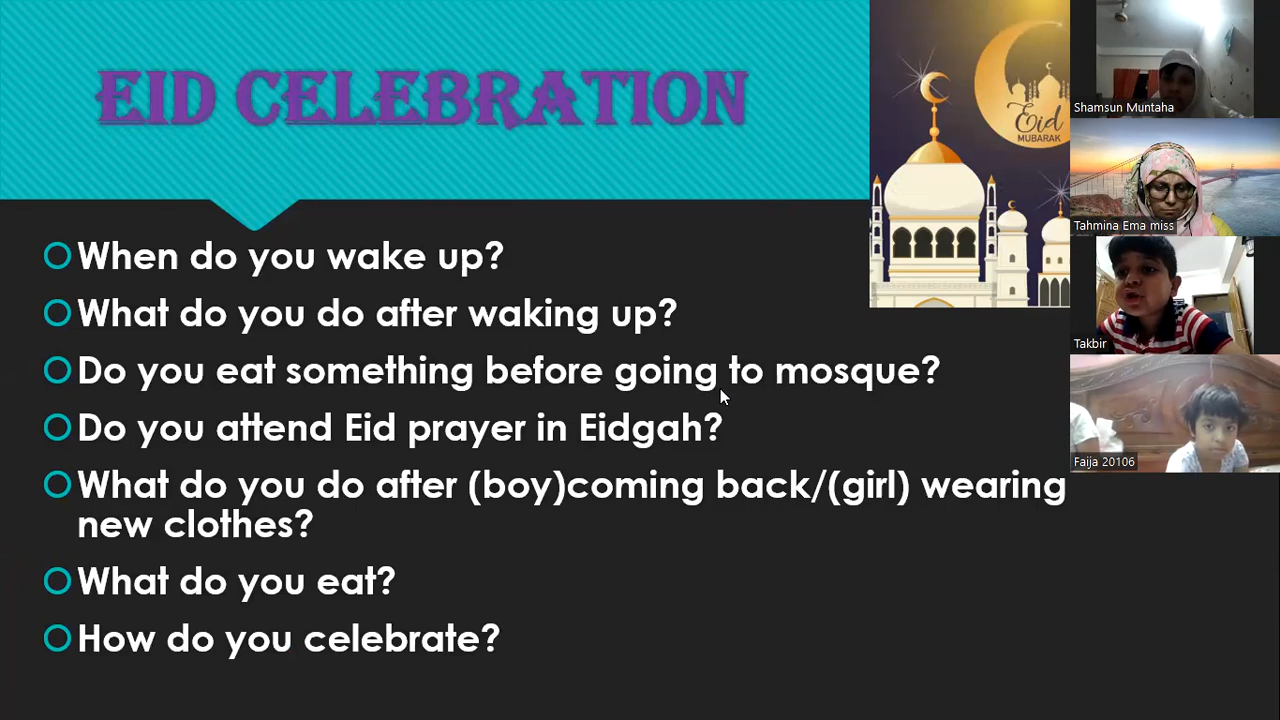 EID CELEBRATION
When do you wake up?
What do you do after waking up?
Do you eat something before going to mosque?
Do you attend Eid prayer in Eidgah?
What do you do after (boy)coming back/(girl) wearing
new clothes?
What do you eat?
How do you celebrate?
Eid
MUBARAK
Shamsun Muntaha
Tahmina Ema miss
Takbir
Faija 20106